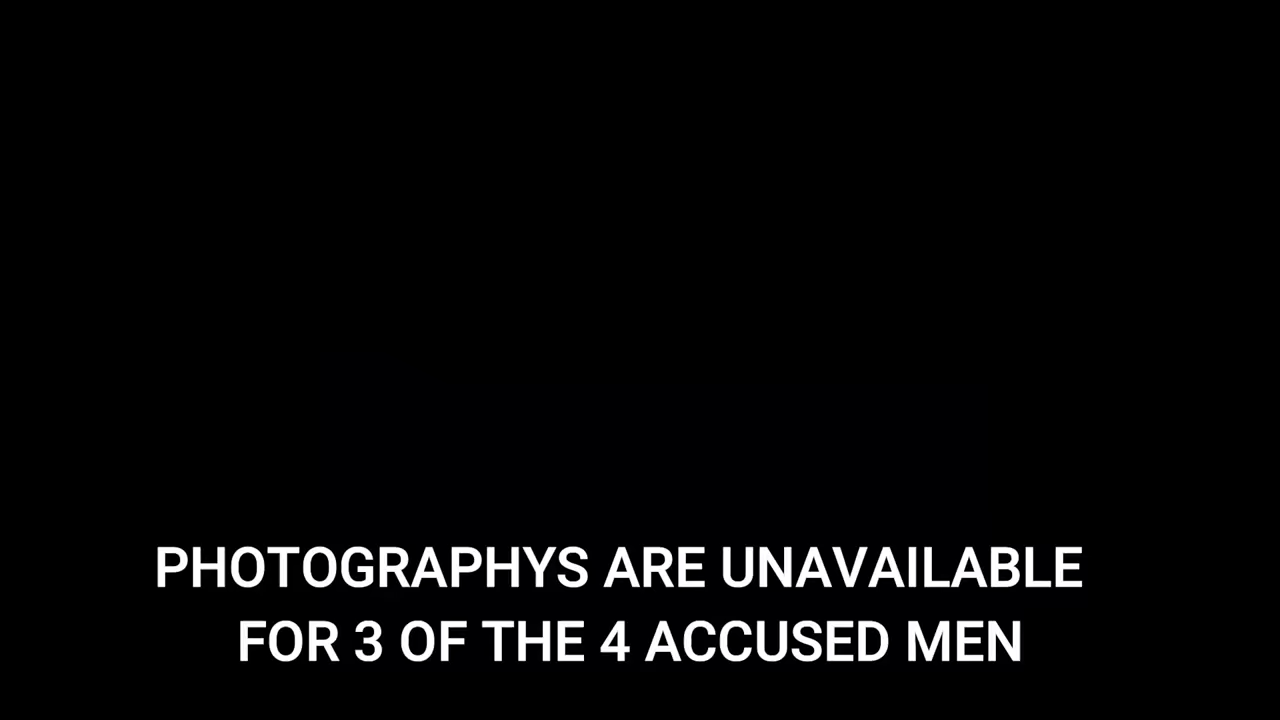 PHOTOGRAPHYS ARE UNAVAILABLE
FOR 3 OF THE 4 ACCUSED MEN